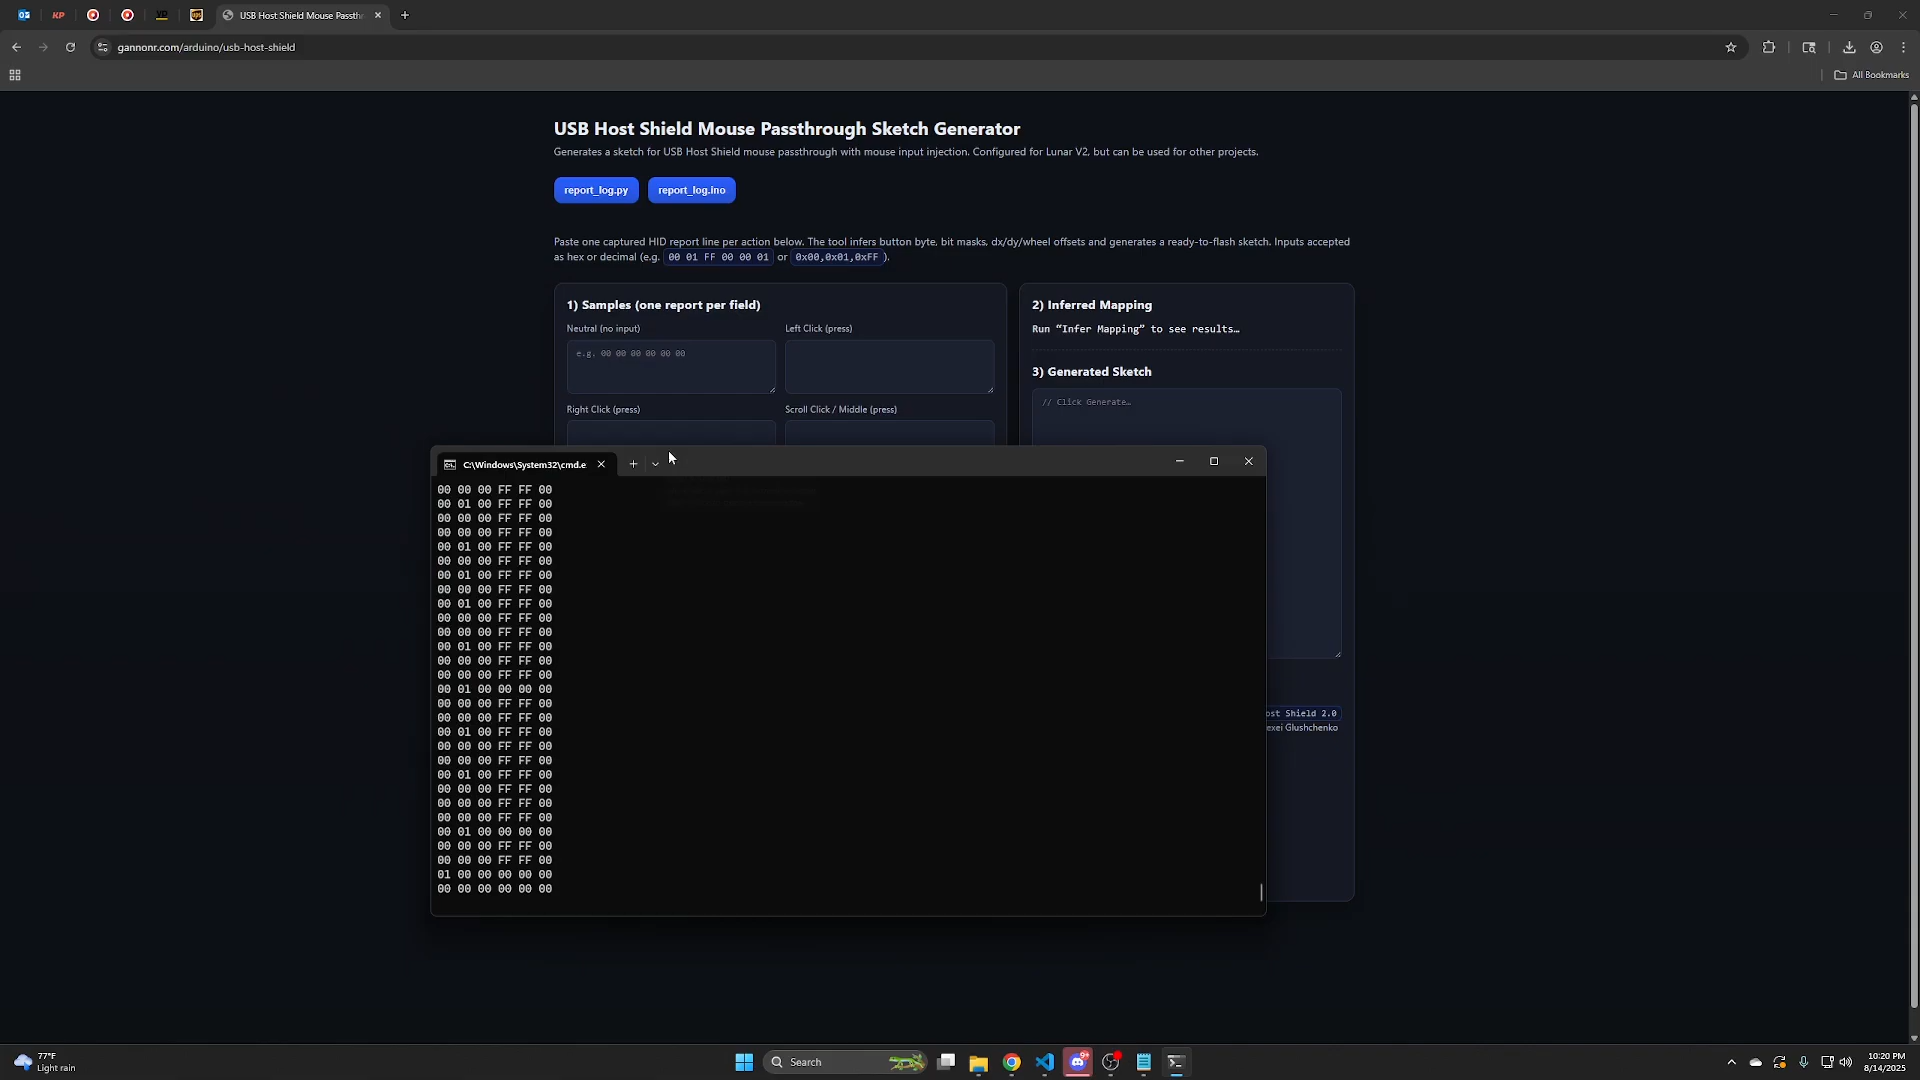 USB Host Shield Mouse Passth
gannonr.com/arduino/usb-host-shield
All Bookmarks
USB Host Shield Mouse Passthrough Sketch Generator
Generates a sketch for USB Host Shield mouse passthrough with mouse input injection. Configured for Lunar V2, but can be used for other projects.
report_log.py
report_log.ino
Paste one captured HID report line per action below. The tool infers button byte, bit masks, dx/dy/wheel offsets and generates a ready-to-flash sketch. Inputs accepted
as hex or decimal (e.g. 00 01 FF 00 00 01 or 0x00,0x01,0xFF ).
1) Samples (one report per field)
Neutral (no input)
Left Click (press)
e.g. 00 00 00 00 00 00
Right Click (press)
Scroll Click / Middle (press)
2) Inferred Mapping
Run “Infer Mapping” to see results…
3) Generated Sketch
// Click Generate…
ost Shield 2.0
exei Glushchenko
C:\Windows\System32\cmd.e
00 00 00 FF FF 00
00 01 00 FF FF 00
00 00 00 FF FF 00
00 00 00 FF FF 00
00 01 00 FF FF 00
00 00 00 FF FF 00
00 01 00 FF FF 00
00 00 00 FF FF 00
00 01 00 FF FF 00
00 00 00 FF FF 00
00 00 00 FF FF 00
00 01 00 FF FF 00
00 00 00 FF FF 00
00 00 00 FF FF 00
00 01 00 00 00 00
00 00 00 FF FF 00
00 00 00 FF FF 00
00 01 00 FF FF 00
00 00 00 FF FF 00
00 00 00 FF FF 00
00 01 00 FF FF 00
00 00 00 FF FF 00
00 00 00 FF FF 00
00 00 00 FF FF 00
00 01 00 00 00 00
00 00 00 FF FF 00
00 00 00 FF FF 00
01 00 00 00 00 00
00 00 00 00 00 00
77°F
Light rain
Search
10:20 PM
8/14/2025